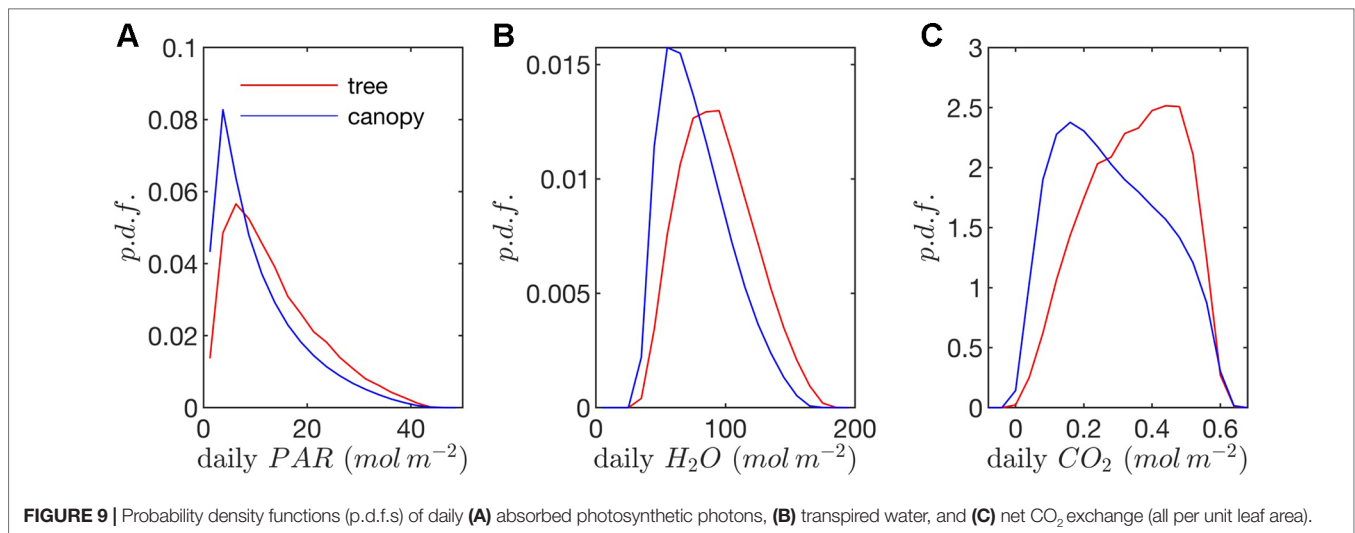 A
B
C
0.1
0.08
0.06
0.04
0.02
0
p.d.f.
tree
canopy
0
20
40
daily PAR (mol m⁻²)
0.015
0.01
0.005
0
p.d.f.
0
100
200
daily H₂O (mol m⁻²)
3
2.5
2
1.5
1
0.5
0
p.d.f.
0
0.2
0.4
0.6
daily CO₂ (mol m⁻²)
FIGURE 9 | Probability density functions (p.d.f.s) of daily (A) absorbed photosynthetic photons, (B) transpired water, and (C) net CO₂ exchange (all per unit leaf area).